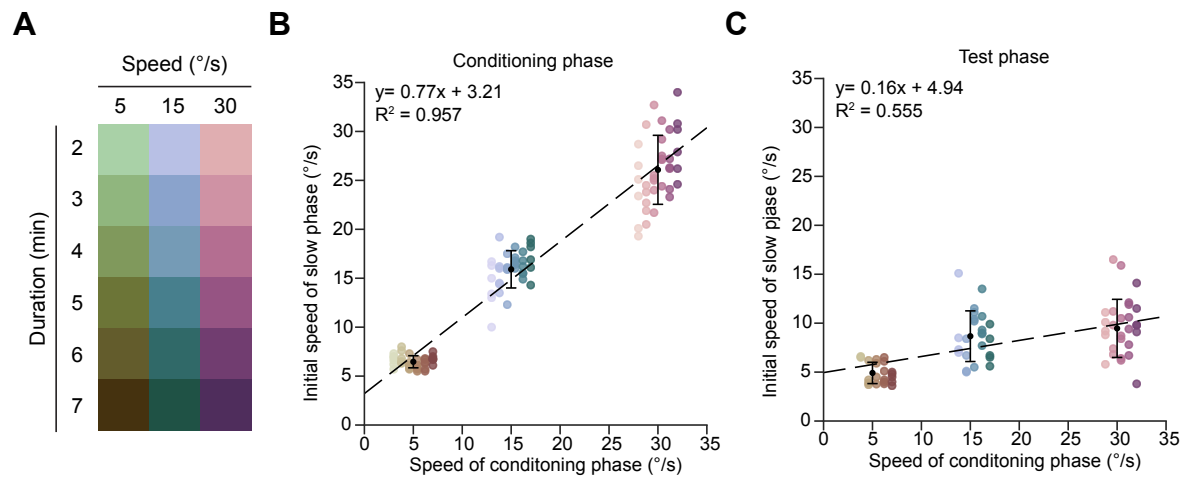 A
Speed (°/s)
5 15 30
Duration (min)
2
3
4
5
6
7
B
Conditioning phase
y= 0.77x + 3.21
R² = 0.957
Initial speed of slow phase (°/s)
35
30
25
20
15
10
5
0
0 5 10 15 20 25 30 35
Speed of conditoning phase (°/s)
C
Test phase
y= 0.16x + 4.94
R² = 0.555
Initial speed of slow pjase (°/s)
35
30
25
20
15
10
5
0
0 5 10 15 20 25 30 35
Speed of conditoning phase (°/s)